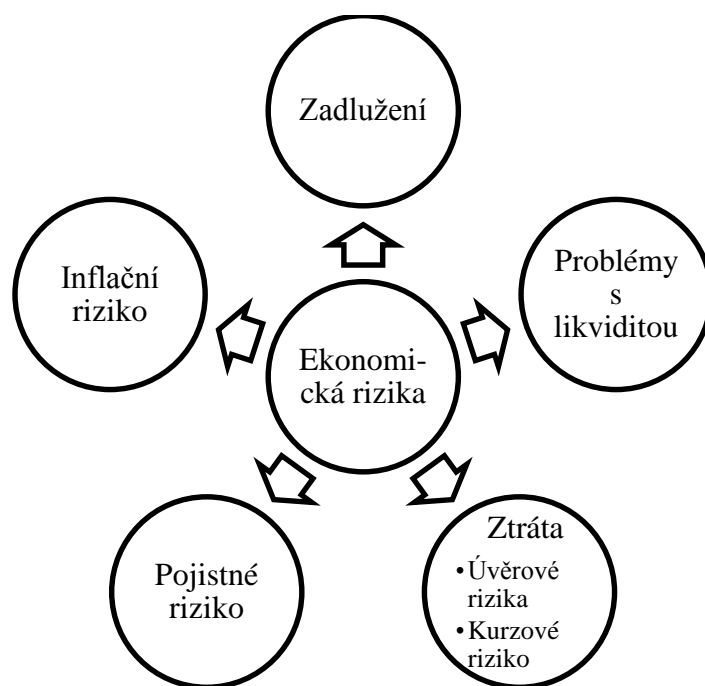 Zadlužení
Inflační
riziko
Problémy
s
likviditou
Ekonomi-
cká rizika
Pojistné
riziko
Ztráta
•Úvěrové
rizika
•Kurzové
riziko